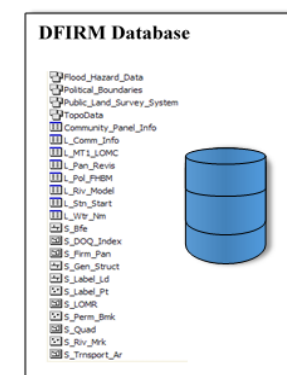 DFIRM Database
Flood_Hazard_Data
Political_Boundaries
Public_Land_Survey_System
TopoData
Community_Panel_Info
L_Comm_Info
L_MT1_LOMC
L_Pan_Revis
L_Pol_FHBM
L_Riv_Model
L_Stn_Start
L_Wtr_Nm
S_Bfe
S_DOQ_Index
S_Firm_Pan
S_Gen_Struct
S_Label_Ld
S_Label_Pt
S_LOMR
S_Perm_Bmk
S_Quad
S_Riv_Mrk
S_Trnsport_Ar